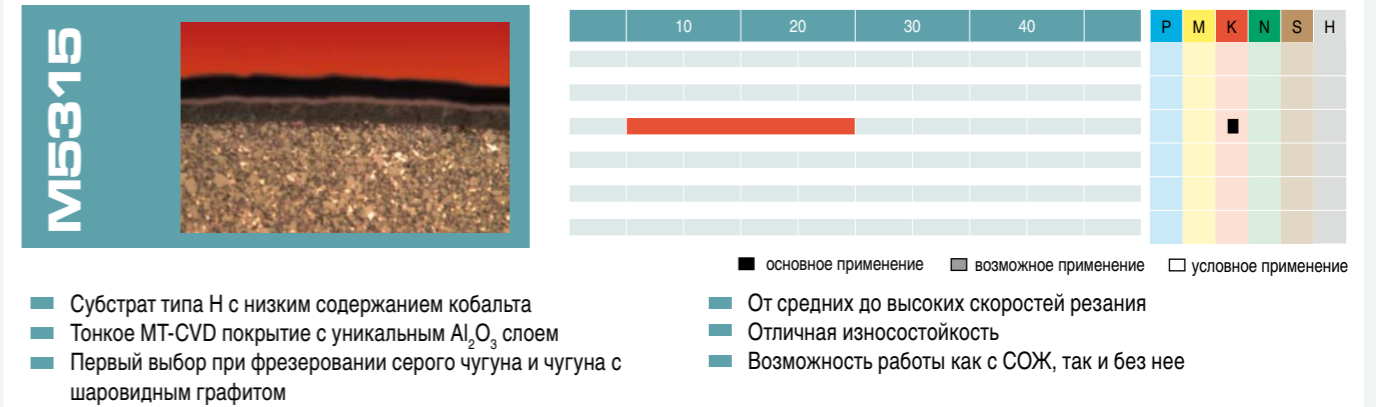 M5315
10 20 30 40
P M K N S H
основное применение возможное применение условное применение
Субстрат типа H с низким содержанием кобальта
Тонкое MT-CVD покрытие с уникальным Al₂O₃ слоем
Первый выбор при фрезеровании серого чугуна и чугуна с
шаровидным графитом
От средних до высоких скоростей резания
Отличная износостойкость
Возможность работы как с СОЖ, так и без нее